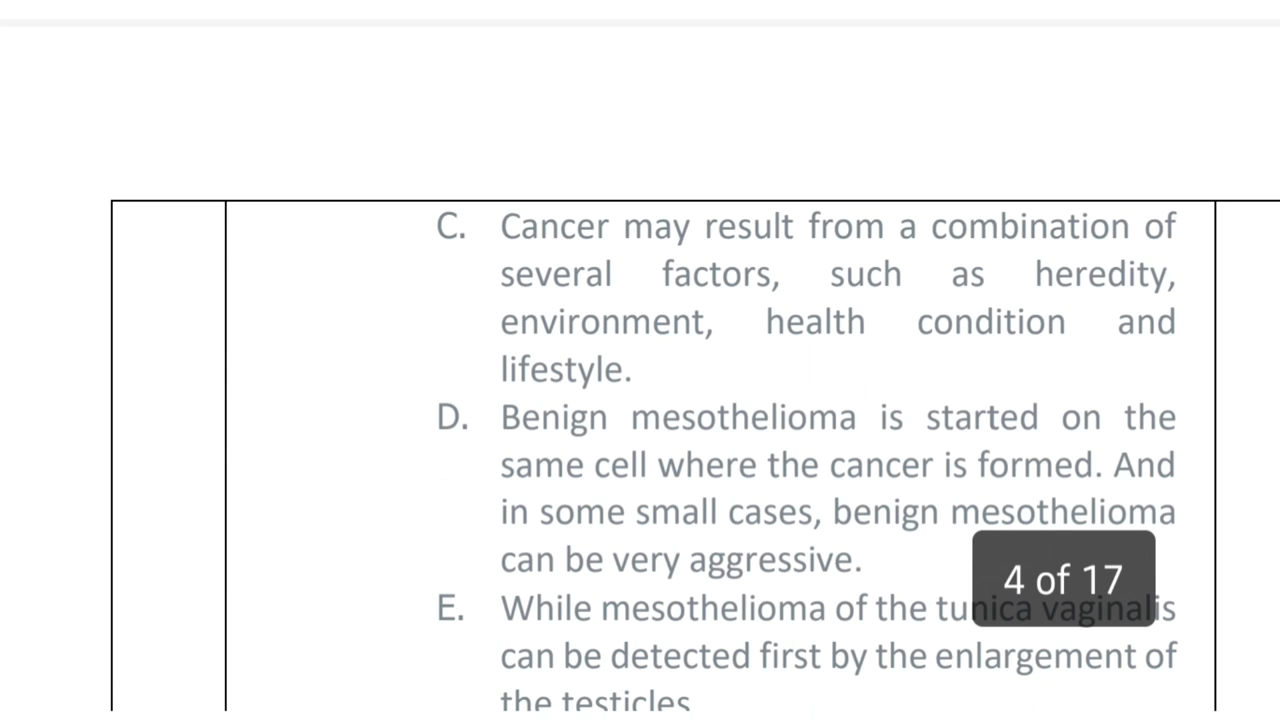 C. Cancer may result from a combination of
several factors, such as heredity,
environment, health condition and
lifestyle.
D. Benign mesothelioma is started on the
same cell where the cancer is formed. And
in some small cases, benign mesothelioma
can be very aggressive.
4 of 17
E. While mesothelioma of the tunica vaginalis
can be detected first by the enlargement of
the testicles